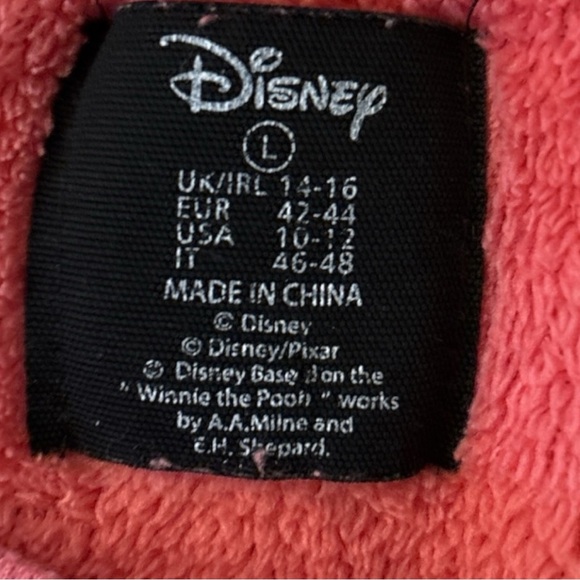 Disney
L
UK/IRL 14-16
EUR 42-44
USA 10-12
IT 46-48
MADE IN CHINA
© Disney
© Disney/Pixar
© Disney Based on the
" Winnie the Pooh " works
by A.A.Milne and
E.H. Shepard.